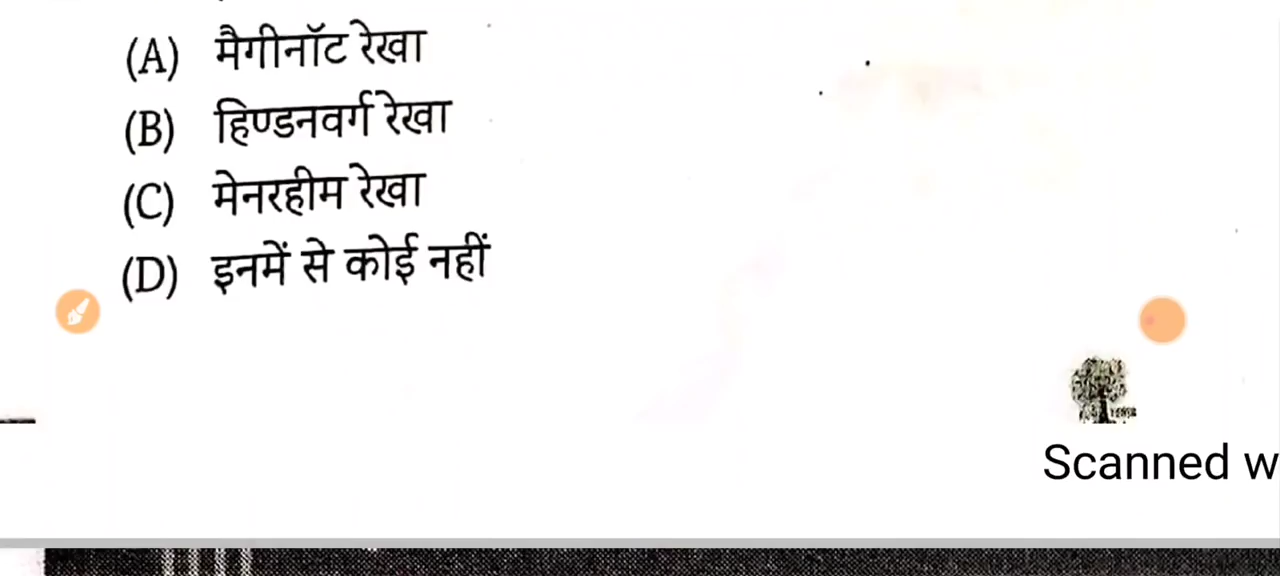 (A) मैगीनॉट रेखा
(B) हिण्डनवर्ग रेखा
(C) मेनरहीम रेखा
(D) इनमें से कोई नहीं
Scanned w